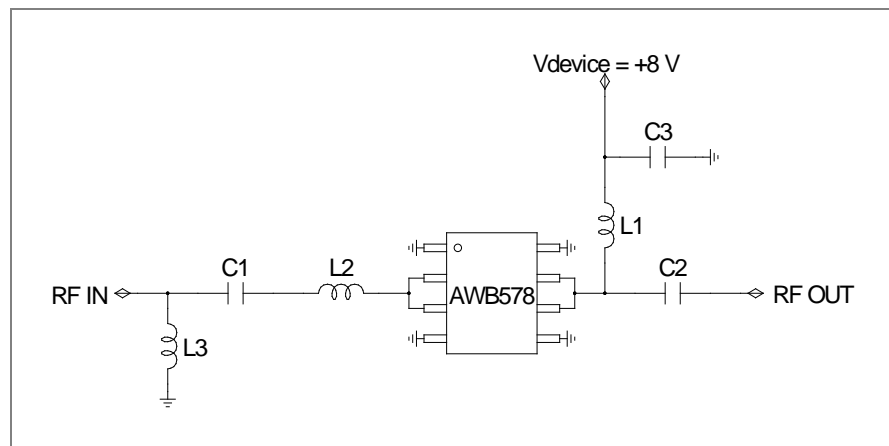 Vdevice = +8 V
C3
L1
C1
L2
C2
RF IN
AWB578
RF OUT
L3